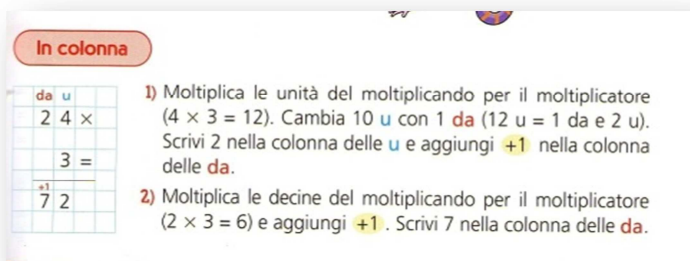 In colonna
da u
2 4 ×
3 =
+1
7 2
1) Moltiplica le unità del moltiplicando per il moltiplicatore
(4 × 3 = 12). Cambia 10 u con 1 da (12 u = 1 da e 2 u).
Scrivi 2 nella colonna delle u e aggiungi +1 nella colonna
delle da.
2) Moltiplica le decine del moltiplicando per il moltiplicatore
(2 × 3 = 6) e aggiungi +1. Scrivi 7 nella colonna delle da.